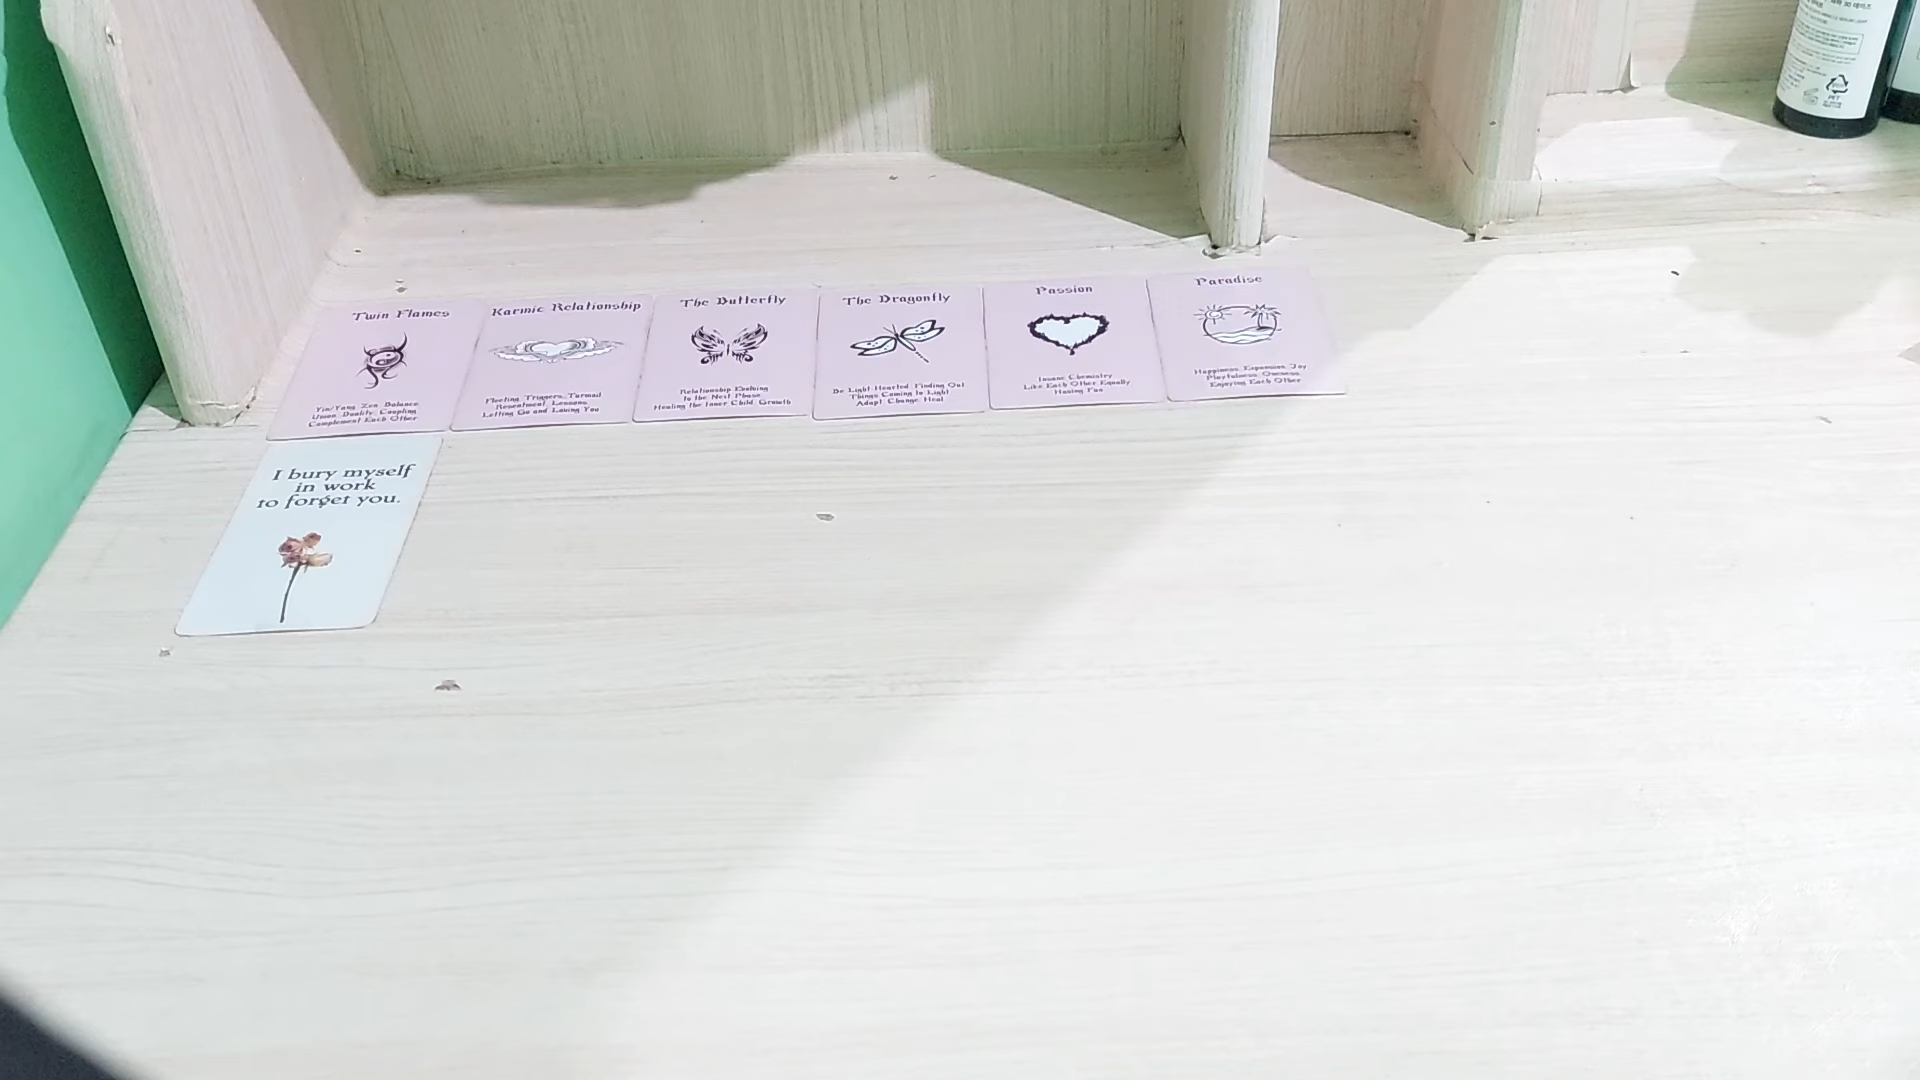 Twin Flames
Yin/Yang, Zen, Balance
Union, Duality, Coupling
Complement Each Other
Karmic Relationship
Fleeting, Triggers, Turmoil
Resentment, Lessons
Letting Go and Loving You
The Butterfly
Relationship Evolving
to the Next Phase
Healing the Inner Child, Growth
The Dragonfly
Be Light-Hearted, Finding Out
Things Coming to Light
Adapt, Change, Heal
Passion
Insane Chemistry
Like Each Other Equally
Having Fun
Paradise
Happiness, Expansion, Joy
Playfulness, Oneness,
Enjoying Each Other
I bury myself
in work
to forget you.
PET